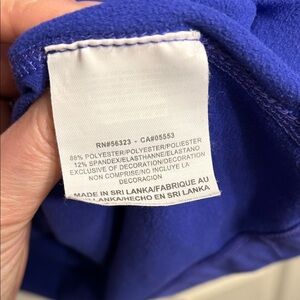 RN#56323 - CA#05553
88% POLYESTER/POLYESTER/POLIESTER
12% SPANDEX/ELASTHANNE/ELASTANO
EXCLUSIVE OF DECORATION/DECORATION
NON COMPRISE/NO INCLUYE LA
DECORACION
MADE IN SRI LANKA/FABRIQUE AU
SRI LANKA/HECHO EN SRI LANKA